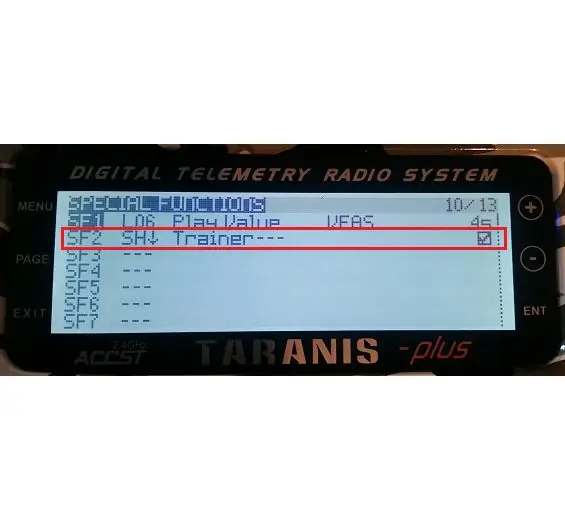 DIGITAL TELEMETRY RADIO SYSTEM
MENU
SPECIAL FUNCTIONS 10/13
SF1 L06 Play Value VFAS 4s
SF2 SH↓ Trainer---
PAGE
SF3 ---
SF4 ---
SF5 ---
SF6 ---
EXIT
ENT
SF7 ---
2.4GHz
ACCST
TARANIS -plus
+
-